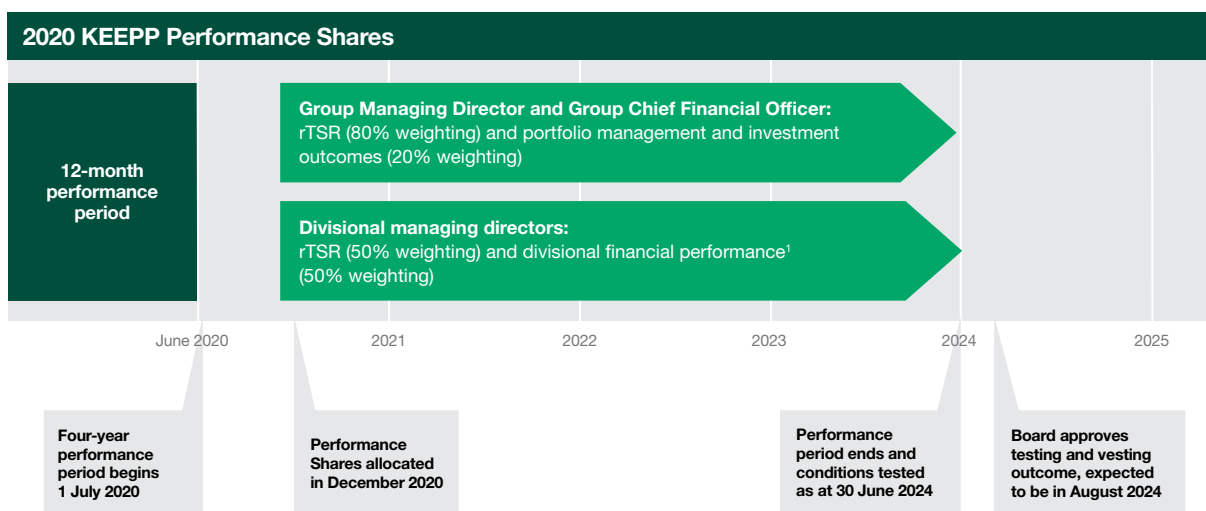 2020 KEEPP Performance Shares
12-month
performance
period
Group Managing Director and Group Chief Financial Officer:
rTSR (80% weighting) and portfolio management and investment
outcomes (20% weighting)
Divisional managing directors:
rTSR (50% weighting) and divisional financial performance¹
(50% weighting)
June 2020
2021
2022
2023
2024
2025
Four-year
performance
period begins
1 July 2020
Performance
Shares allocated
in December 2020
Performance
period ends and
conditions tested
as at 30 June 2024
Board approves
testing and vesting
outcome, expected
to be in August 2024